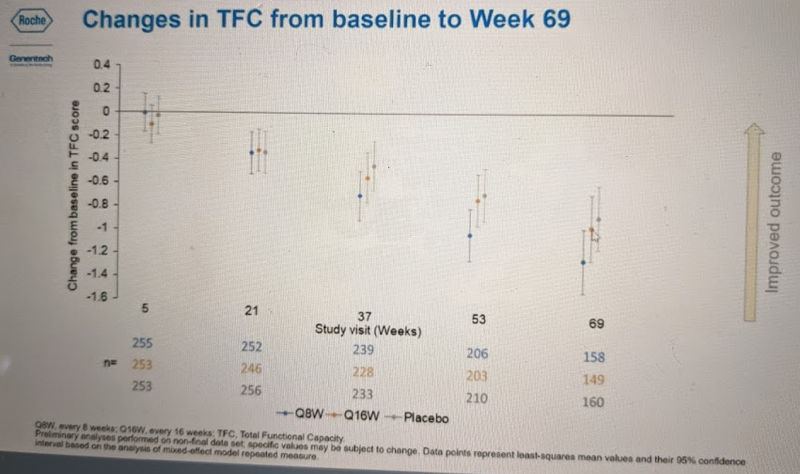 Roche
Changes in TFC from baseline to Week 69
Genentech
Change from baseline in TFC score
0.4
0.2
0
-0.2
-0.4
-0.6
-0.8
-1
-1.2
-1.4
-1.6
Improved outcome
5 21 37 53 69
Study visit (Weeks)
255 252 239 206 158
n= 253 246 228 203 149
253 256 233 210 160
Q8W Q16W Placebo
Q8W, every 8 weeks; Q16W, every 16 weeks; TFC, Total Functional Capacity.
Preliminary analyses performed on non-final data set; specific values may be subject to change. Data points represent least-squares mean values and their 95% confidence
interval based on the analysis of mixed-effect model repeated measure.